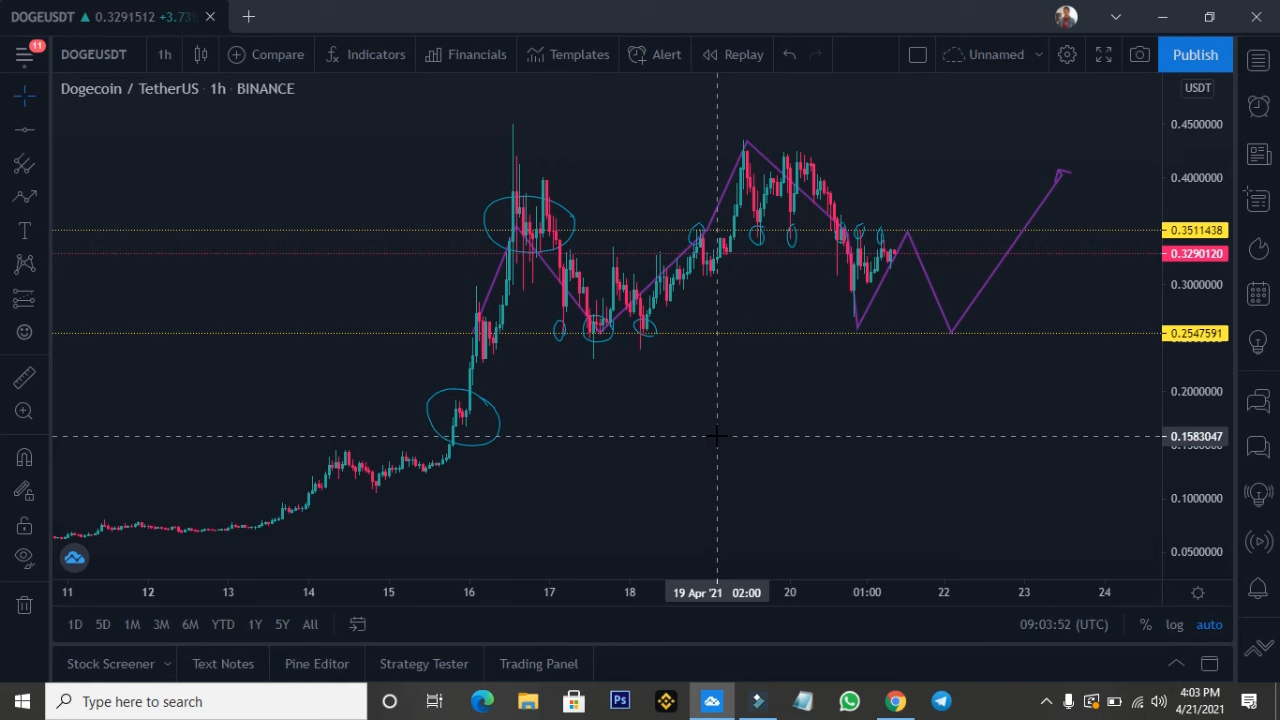 DOGEUSDT ▲ 0.3291512 +3.73
11
DOGEUSDT 1h Compare Indicators Financials Templates Alert Replay Unnamed Publish
Dogecoin / TetherUS · 1h · BINANCE
USDT
0.4500000
0.4000000
0.3511438
0.3290120
0.3000000
0.2547591
0.2000000
0.1583047
0.1000000
0.0500000
11 12 13 14 15 16 17 18 19 Apr '21 02:00 20 01:00 22 23 24
1D 5D 1M 3M 6M YTD 1Y 5Y All 09:03:52 (UTC) % log auto
Stock Screener Text Notes Pine Editor Strategy Tester Trading Panel
Type here to search
Ps
4:03 PM
4/21/2021